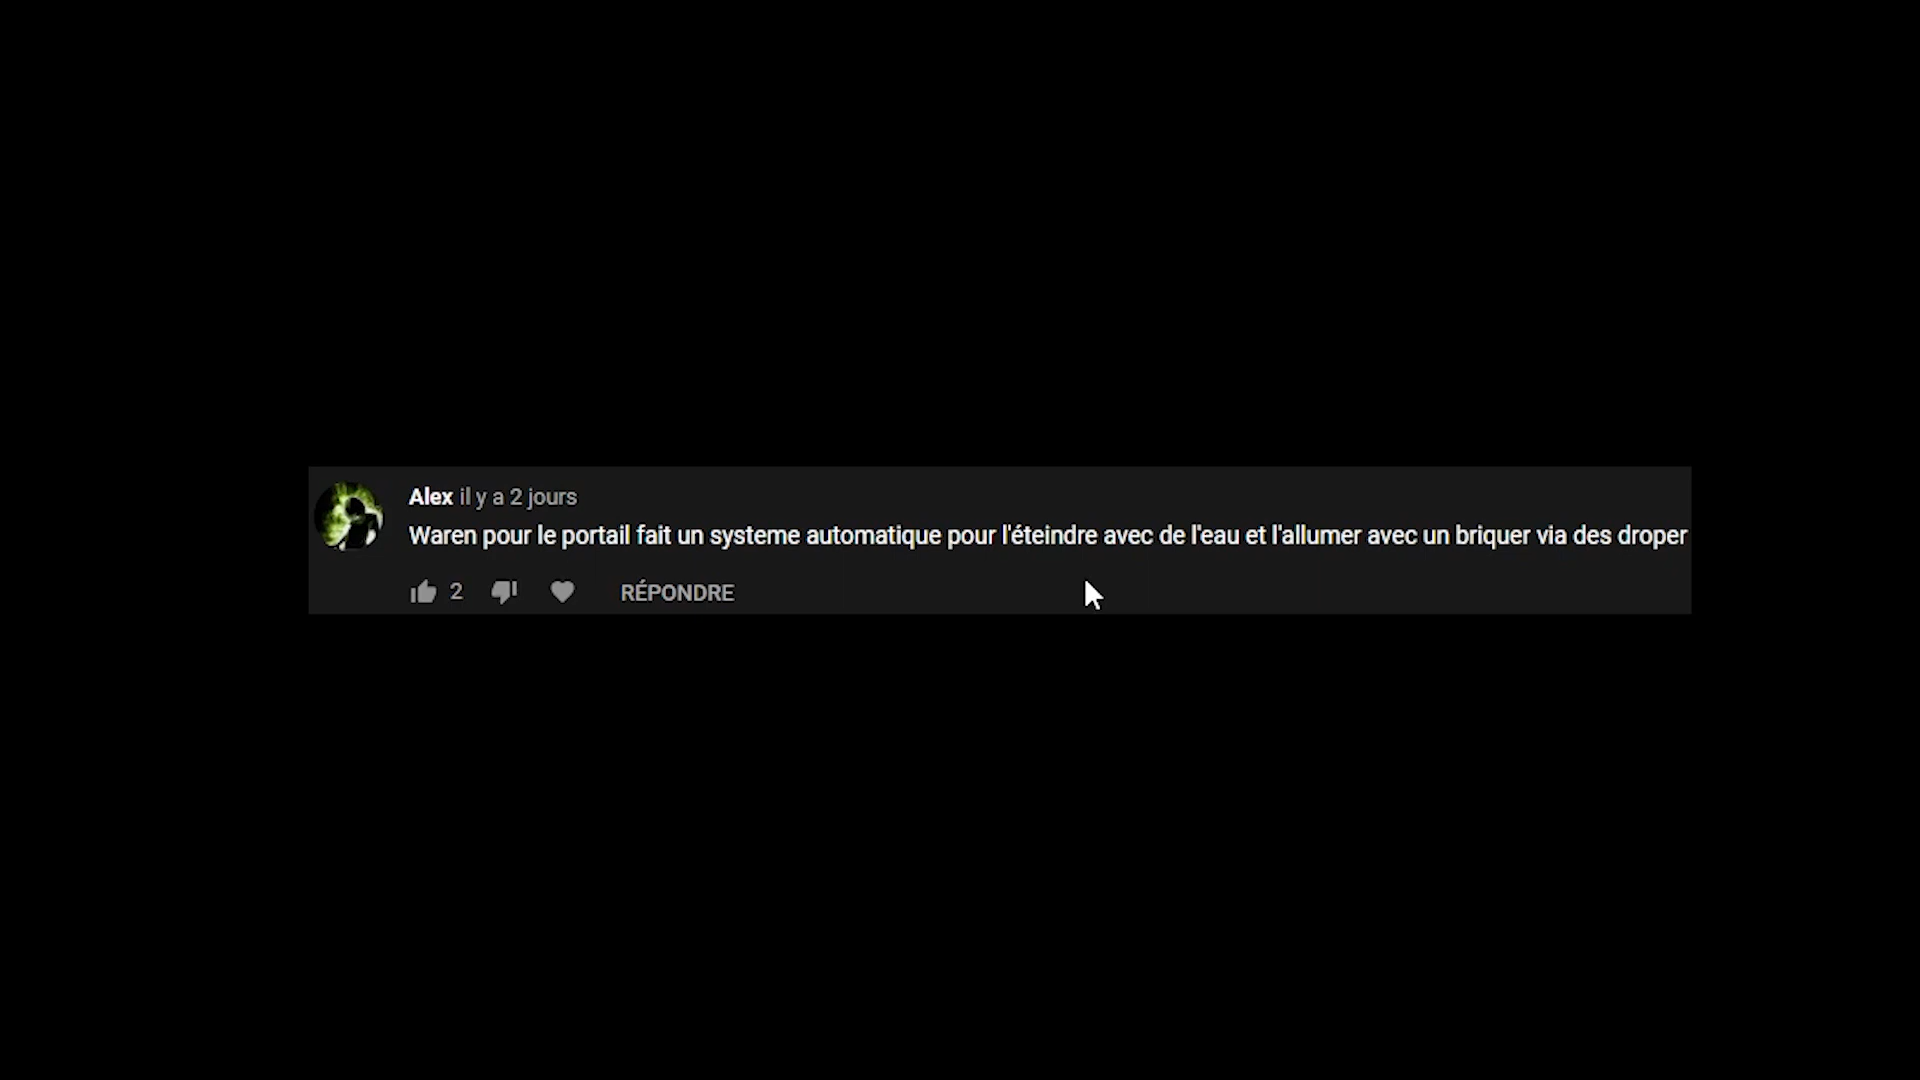 Alex il y a 2 jours
Waren pour le portail fait un systeme automatique pour l'éteindre avec de l'eau et l'allumer avec un briquer via des droper
2 RÉPONDRE